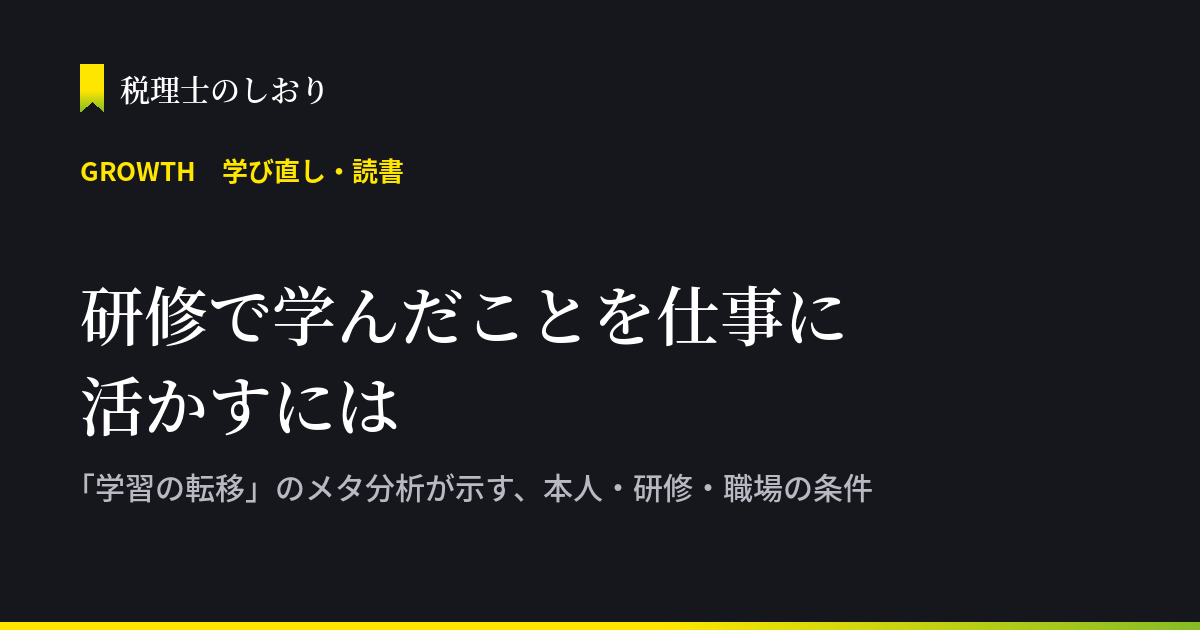 税理士のしおり
GROWTH 学び直し・読書
研修で学んだことを仕事に
活かすには
「学習の転移」のメタ分析が示す、本人・研修・職場の条件